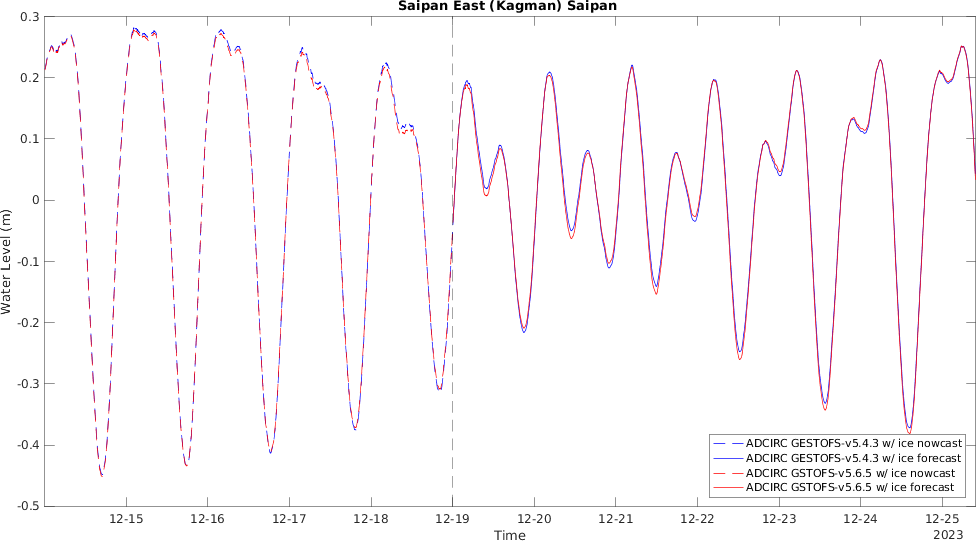 Saipan East (Kagman) Saipan
0.3
0.2
0.1
0
-0.1
-0.2
-0.3
-0.4
-0.5
Water Level (m)
12-15 12-16 12-17 12-18 12-19 12-20 12-21 12-22 12-23 12-24 12-25
2023
Time
ADCIRC GESTOFS-v5.4.3 w/ ice nowcast
ADCIRC GESTOFS-v5.4.3 w/ ice forecast
ADCIRC GSTOFS-v5.6.5 w/ ice nowcast
ADCIRC GSTOFS-v5.6.5 w/ ice forecast